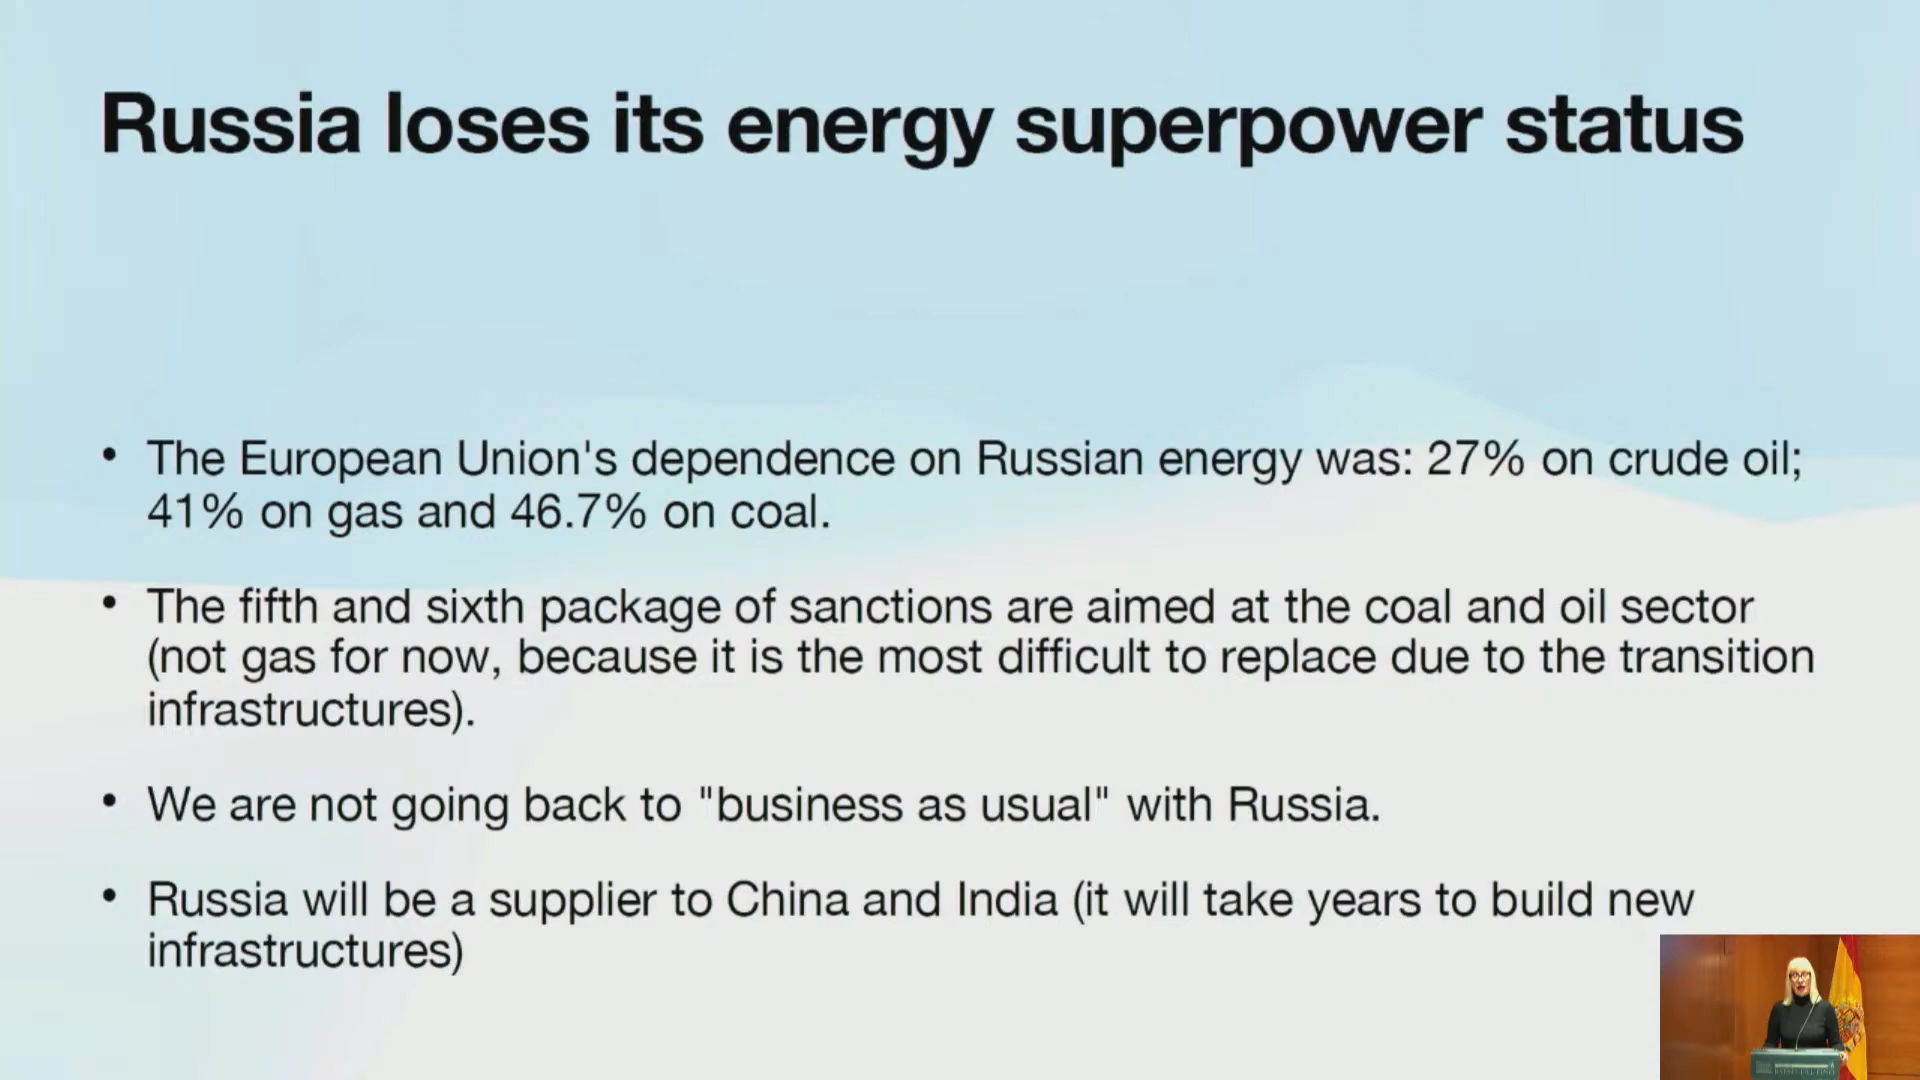 Russia loses its energy superpower status
• The European Union's dependence on Russian energy was: 27% on crude oil;
41% on gas and 46.7% on coal.
• The fifth and sixth package of sanctions are aimed at the coal and oil sector
(not gas for now, because it is the most difficult to replace due to the transition
infrastructures).
• We are not going back to "business as usual" with Russia.
• Russia will be a supplier to China and India (it will take years to build new
infrastructures)